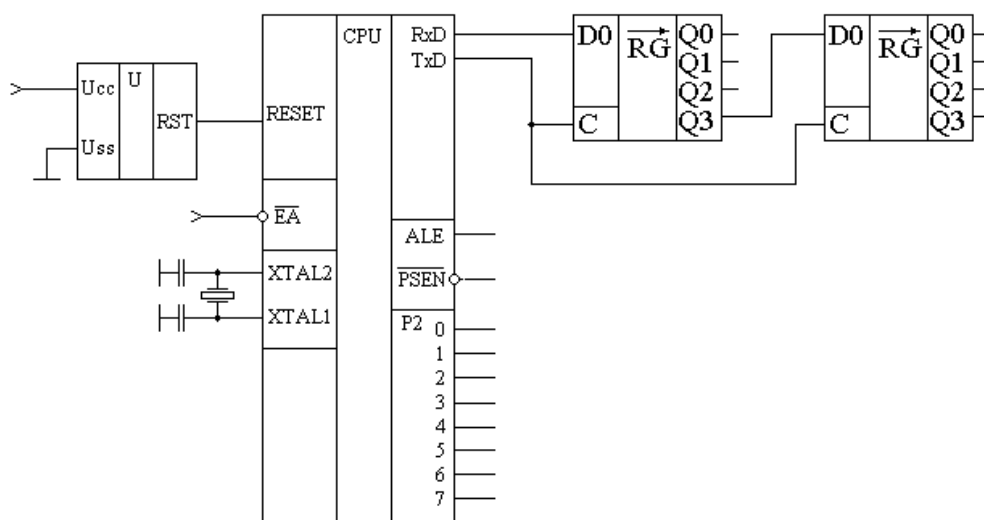 Ucc
U
Uss
RST
RESET
EA
XTAL2
XTAL1
CPU
RxD
TxD
ALE
PSEN
P2
0
1
2
3
4
5
6
7
D0
RG
Q0
Q1
Q2
Q3
C
D0
RG
Q0
Q1
Q2
Q3
C